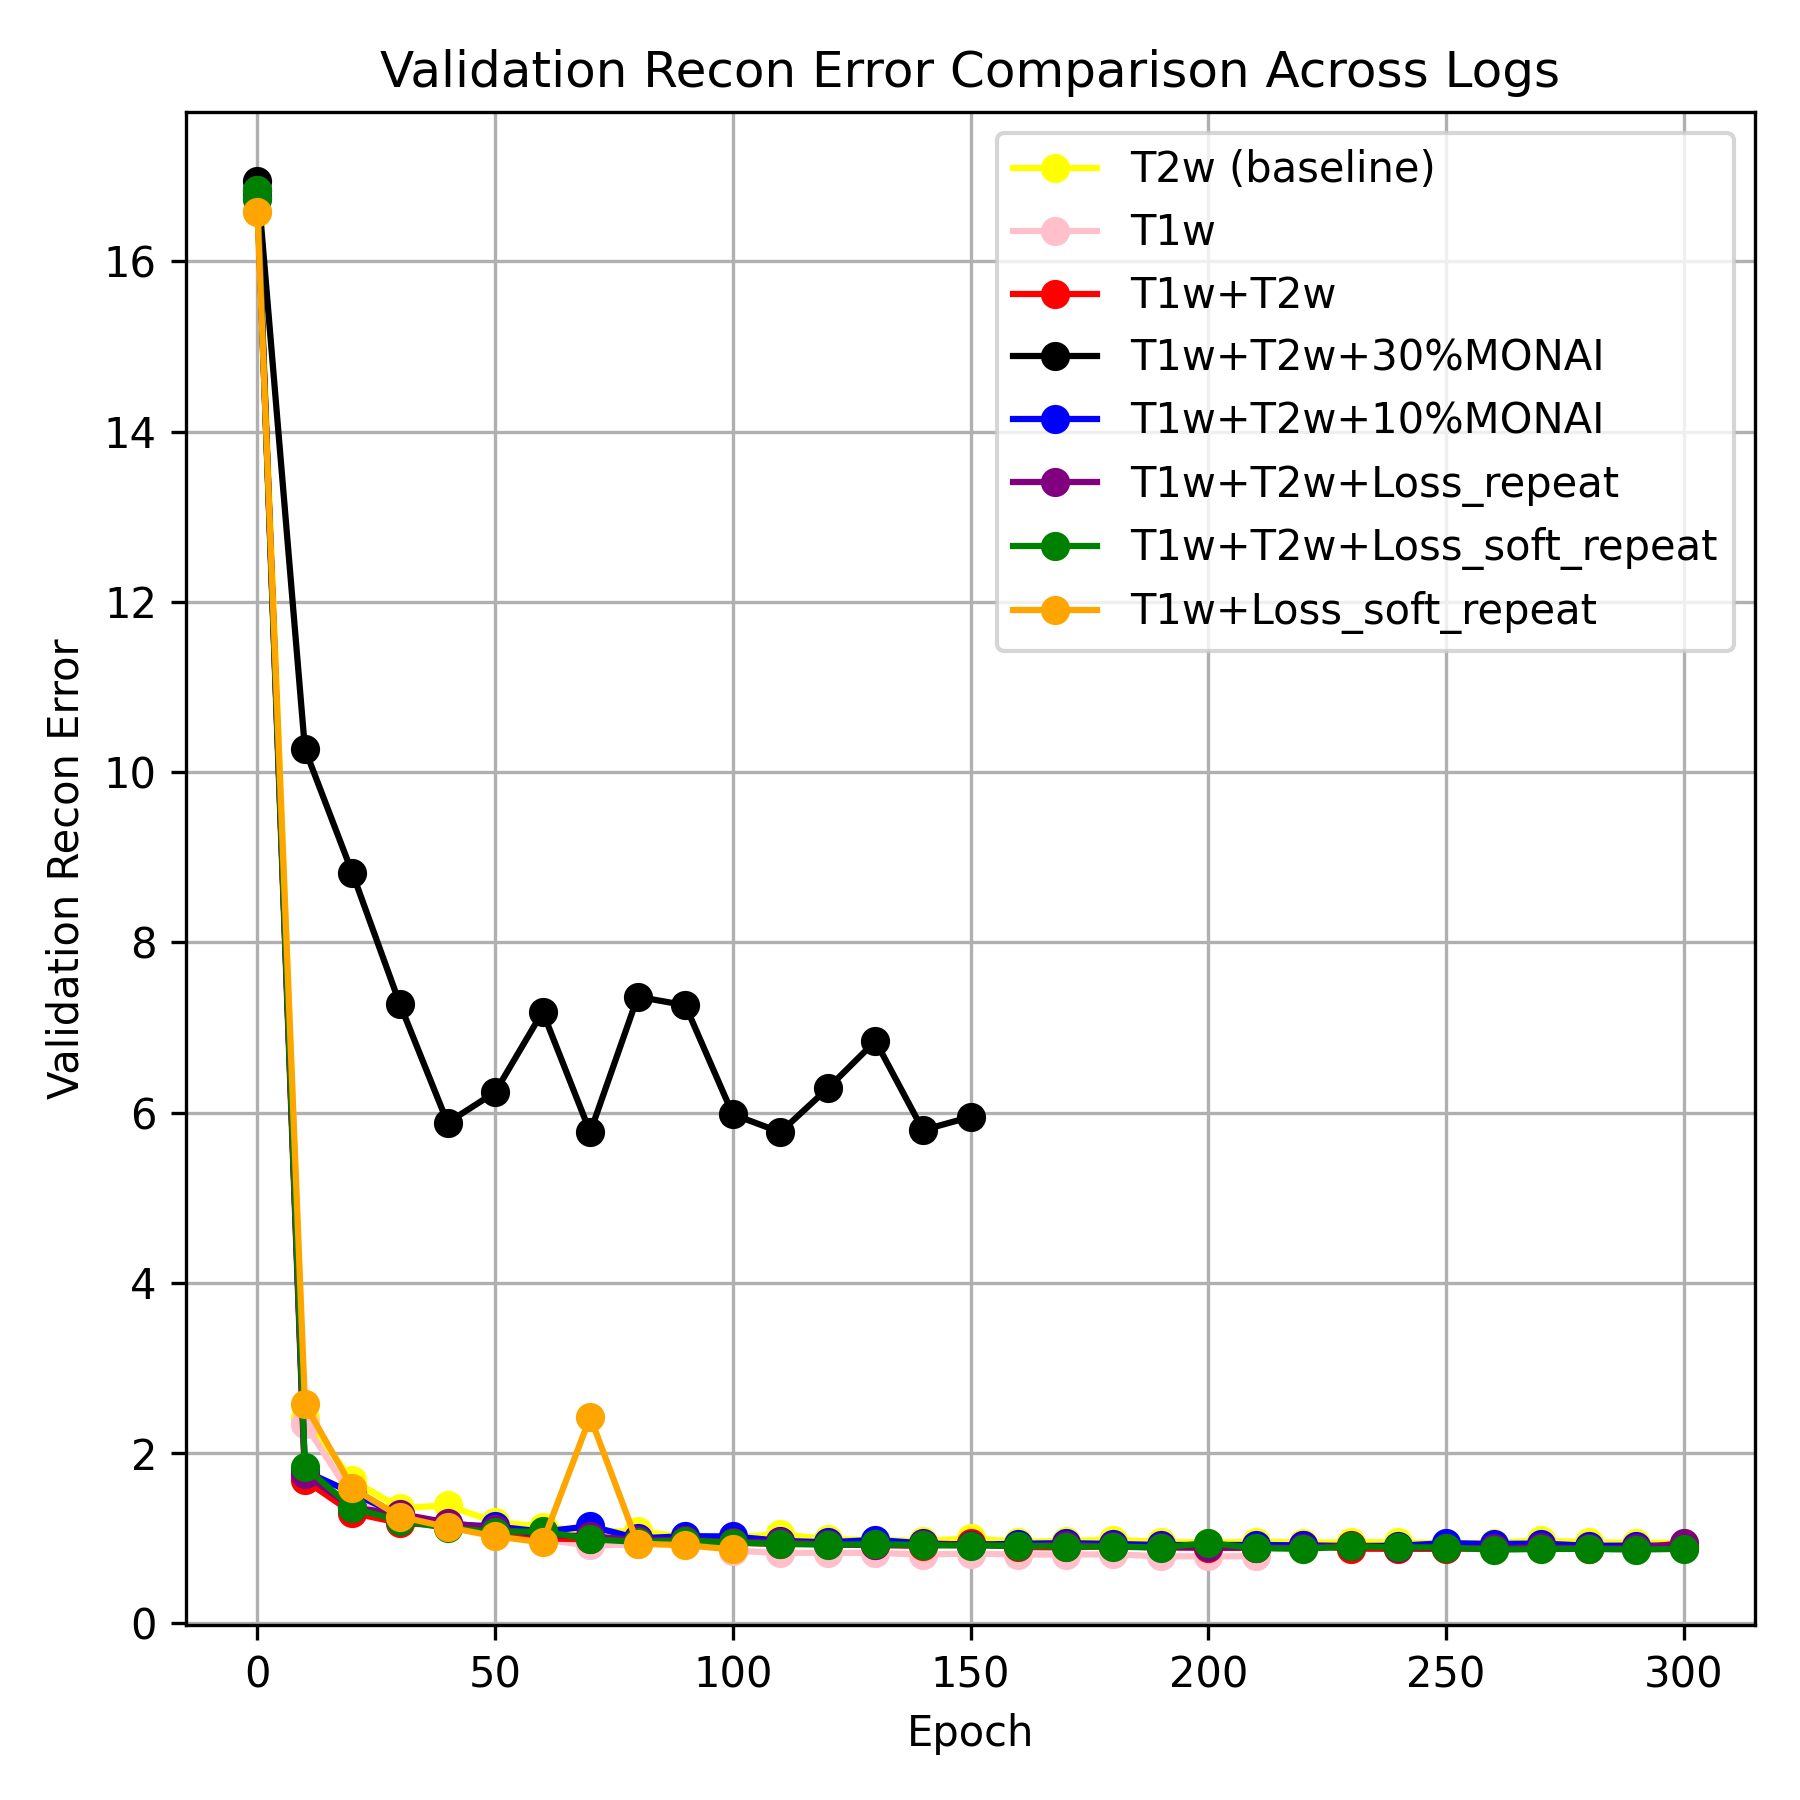 Validation Recon Error Comparison Across Logs
T2w (baseline)
T1w
T1w+T2w
T1w+T2w+30%MONAI
T1w+T2w+10%MONAI
T1w+T2w+Loss_repeat
T1w+T2w+Loss_soft_repeat
T1w+Loss_soft_repeat
Validation Recon Error
16
14
12
10
8
6
4
2
0
0 50 100 150 200 250 300
Epoch